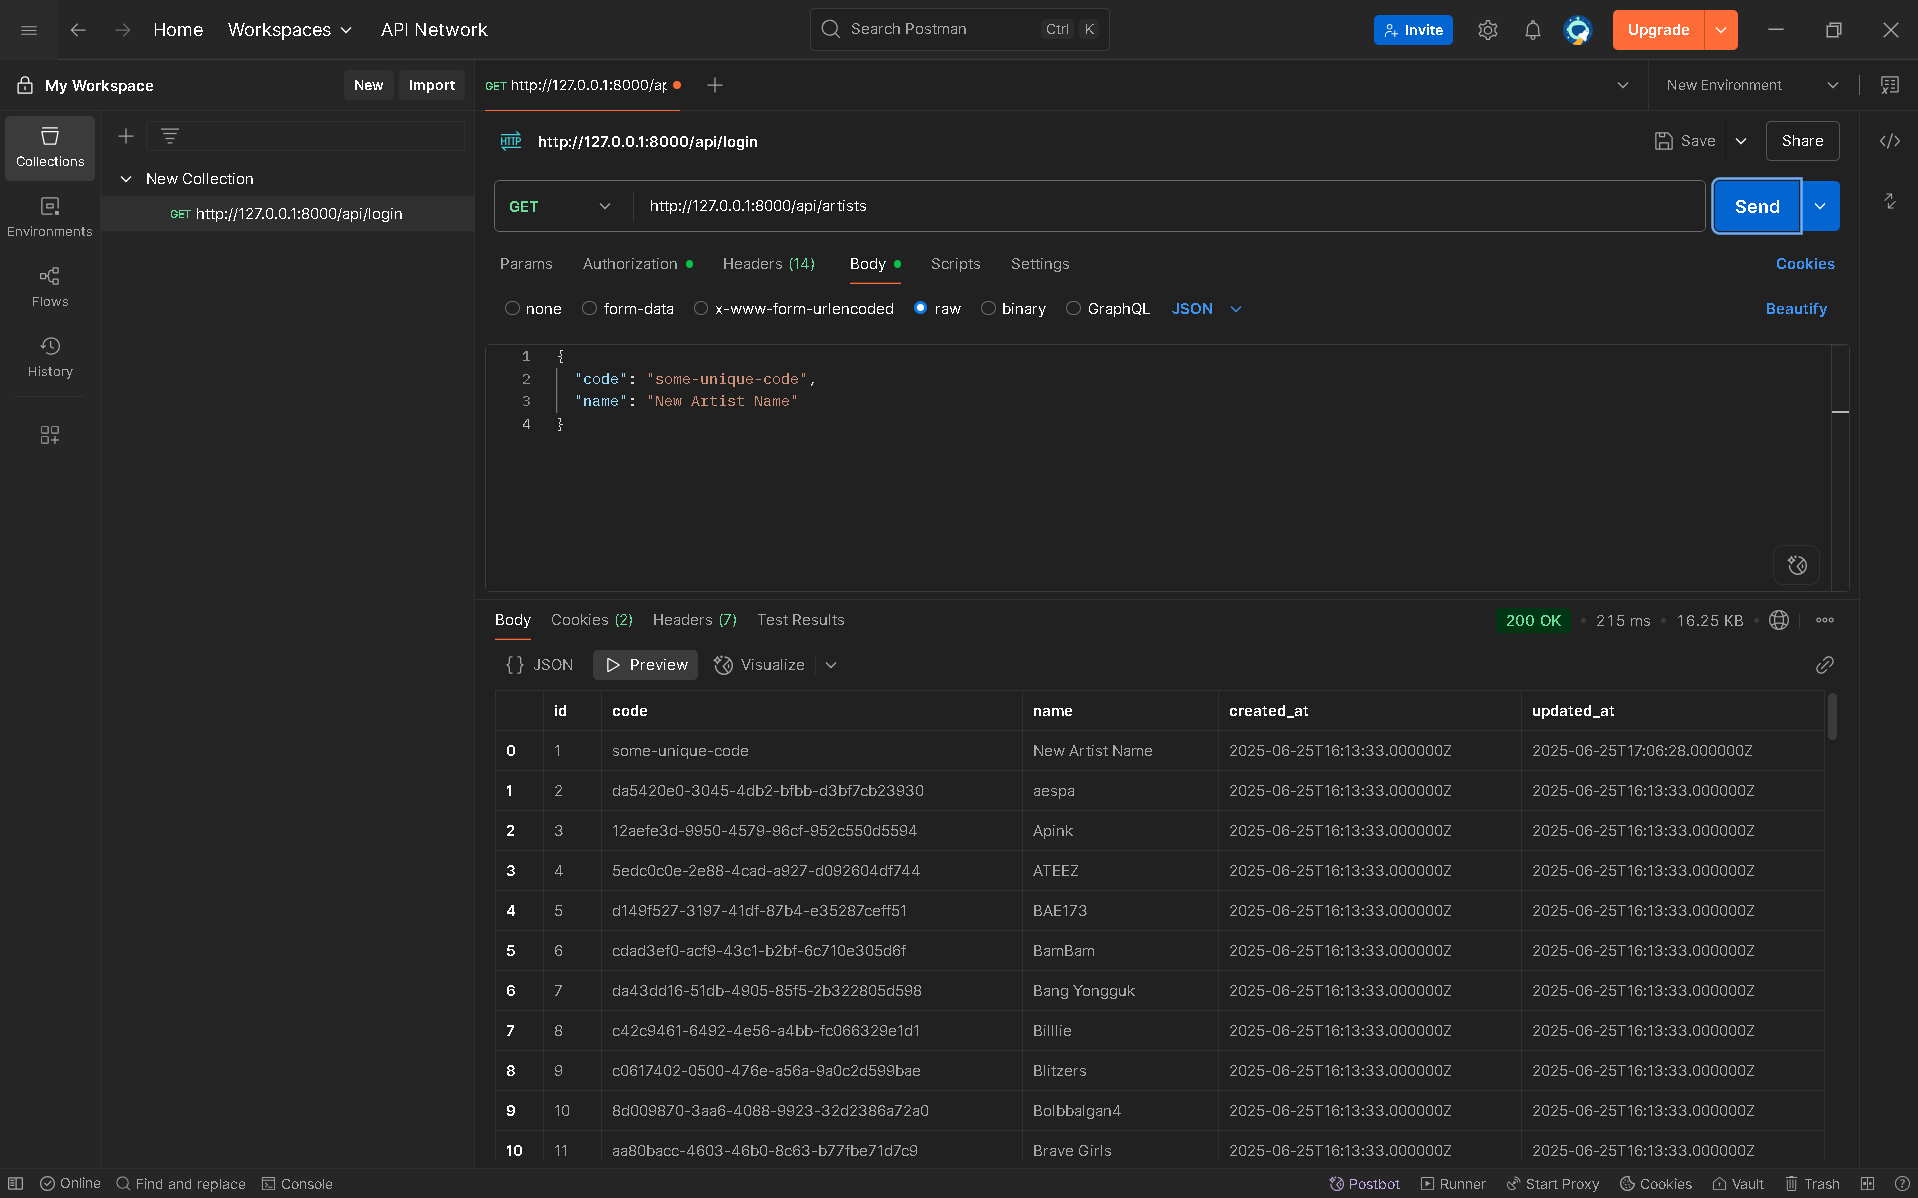 Home Workspaces API Network Search Postman Ctrl K Invite Upgrade
My Workspace New Import GET http://127.0.0.1:8000/ap New Environment
Collections
Environments
Flows
History
New Collection
GET http://127.0.0.1:8000/api/login
HTTP http://127.0.0.1:8000/api/login Save Share
GET http://127.0.0.1:8000/api/artists Send
Params Authorization Headers (14) Body Scripts Settings Cookies
none form-data x-www-form-urlencoded raw binary GraphQL JSON Beautify
1 {
2 "code": "some-unique-code",
3 "name": "New Artist Name"
4 }
Body Cookies (2) Headers (7) Test Results 200 OK • 215 ms • 16.25 KB •
{} JSON Preview Visualize
id code name created_at updated_at
0 1 some-unique-code New Artist Name 2025-06-25T16:13:33.000000Z 2025-06-25T17:06:28.000000Z
1 2 da5420e0-3045-4db2-bfbb-d3bf7cb23930 aespa 2025-06-25T16:13:33.000000Z 2025-06-25T16:13:33.000000Z
2 3 12aefe3d-9950-4579-96cf-952c550d5594 Apink 2025-06-25T16:13:33.000000Z 2025-06-25T16:13:33.000000Z
3 4 5edc0c0e-2e88-4cad-a927-d092604df744 ATEEZ 2025-06-25T16:13:33.000000Z 2025-06-25T16:13:33.000000Z
4 5 d149f527-3197-41df-87b4-e35287ceff51 BAE173 2025-06-25T16:13:33.000000Z 2025-06-25T16:13:33.000000Z
5 6 cdad3ef0-acf9-43c1-b2bf-6c710e305d6f BamBam 2025-06-25T16:13:33.000000Z 2025-06-25T16:13:33.000000Z
6 7 da43dd16-51db-4905-85f5-2b322805d598 Bang Yongguk 2025-06-25T16:13:33.000000Z 2025-06-25T16:13:33.000000Z
7 8 c42c9461-6492-4e56-a4bb-fc066329e1d1 Billlie 2025-06-25T16:13:33.000000Z 2025-06-25T16:13:33.000000Z
8 9 c0617402-0500-476e-a56a-9a0c2d599bae Blitzers 2025-06-25T16:13:33.000000Z 2025-06-25T16:13:33.000000Z
9 10 8d009870-3aa6-4088-9923-32d2386a72a0 Bolbbalgan4 2025-06-25T16:13:33.000000Z 2025-06-25T16:13:33.000000Z
10 11 aa80bacc-4603-46b0-8c63-b77fbe71d7c9 Brave Girls 2025-06-25T16:13:33.000000Z 2025-06-25T16:13:33.000000Z
Online Find and replace Console Postbot Runner Start Proxy Cookies Vault Trash